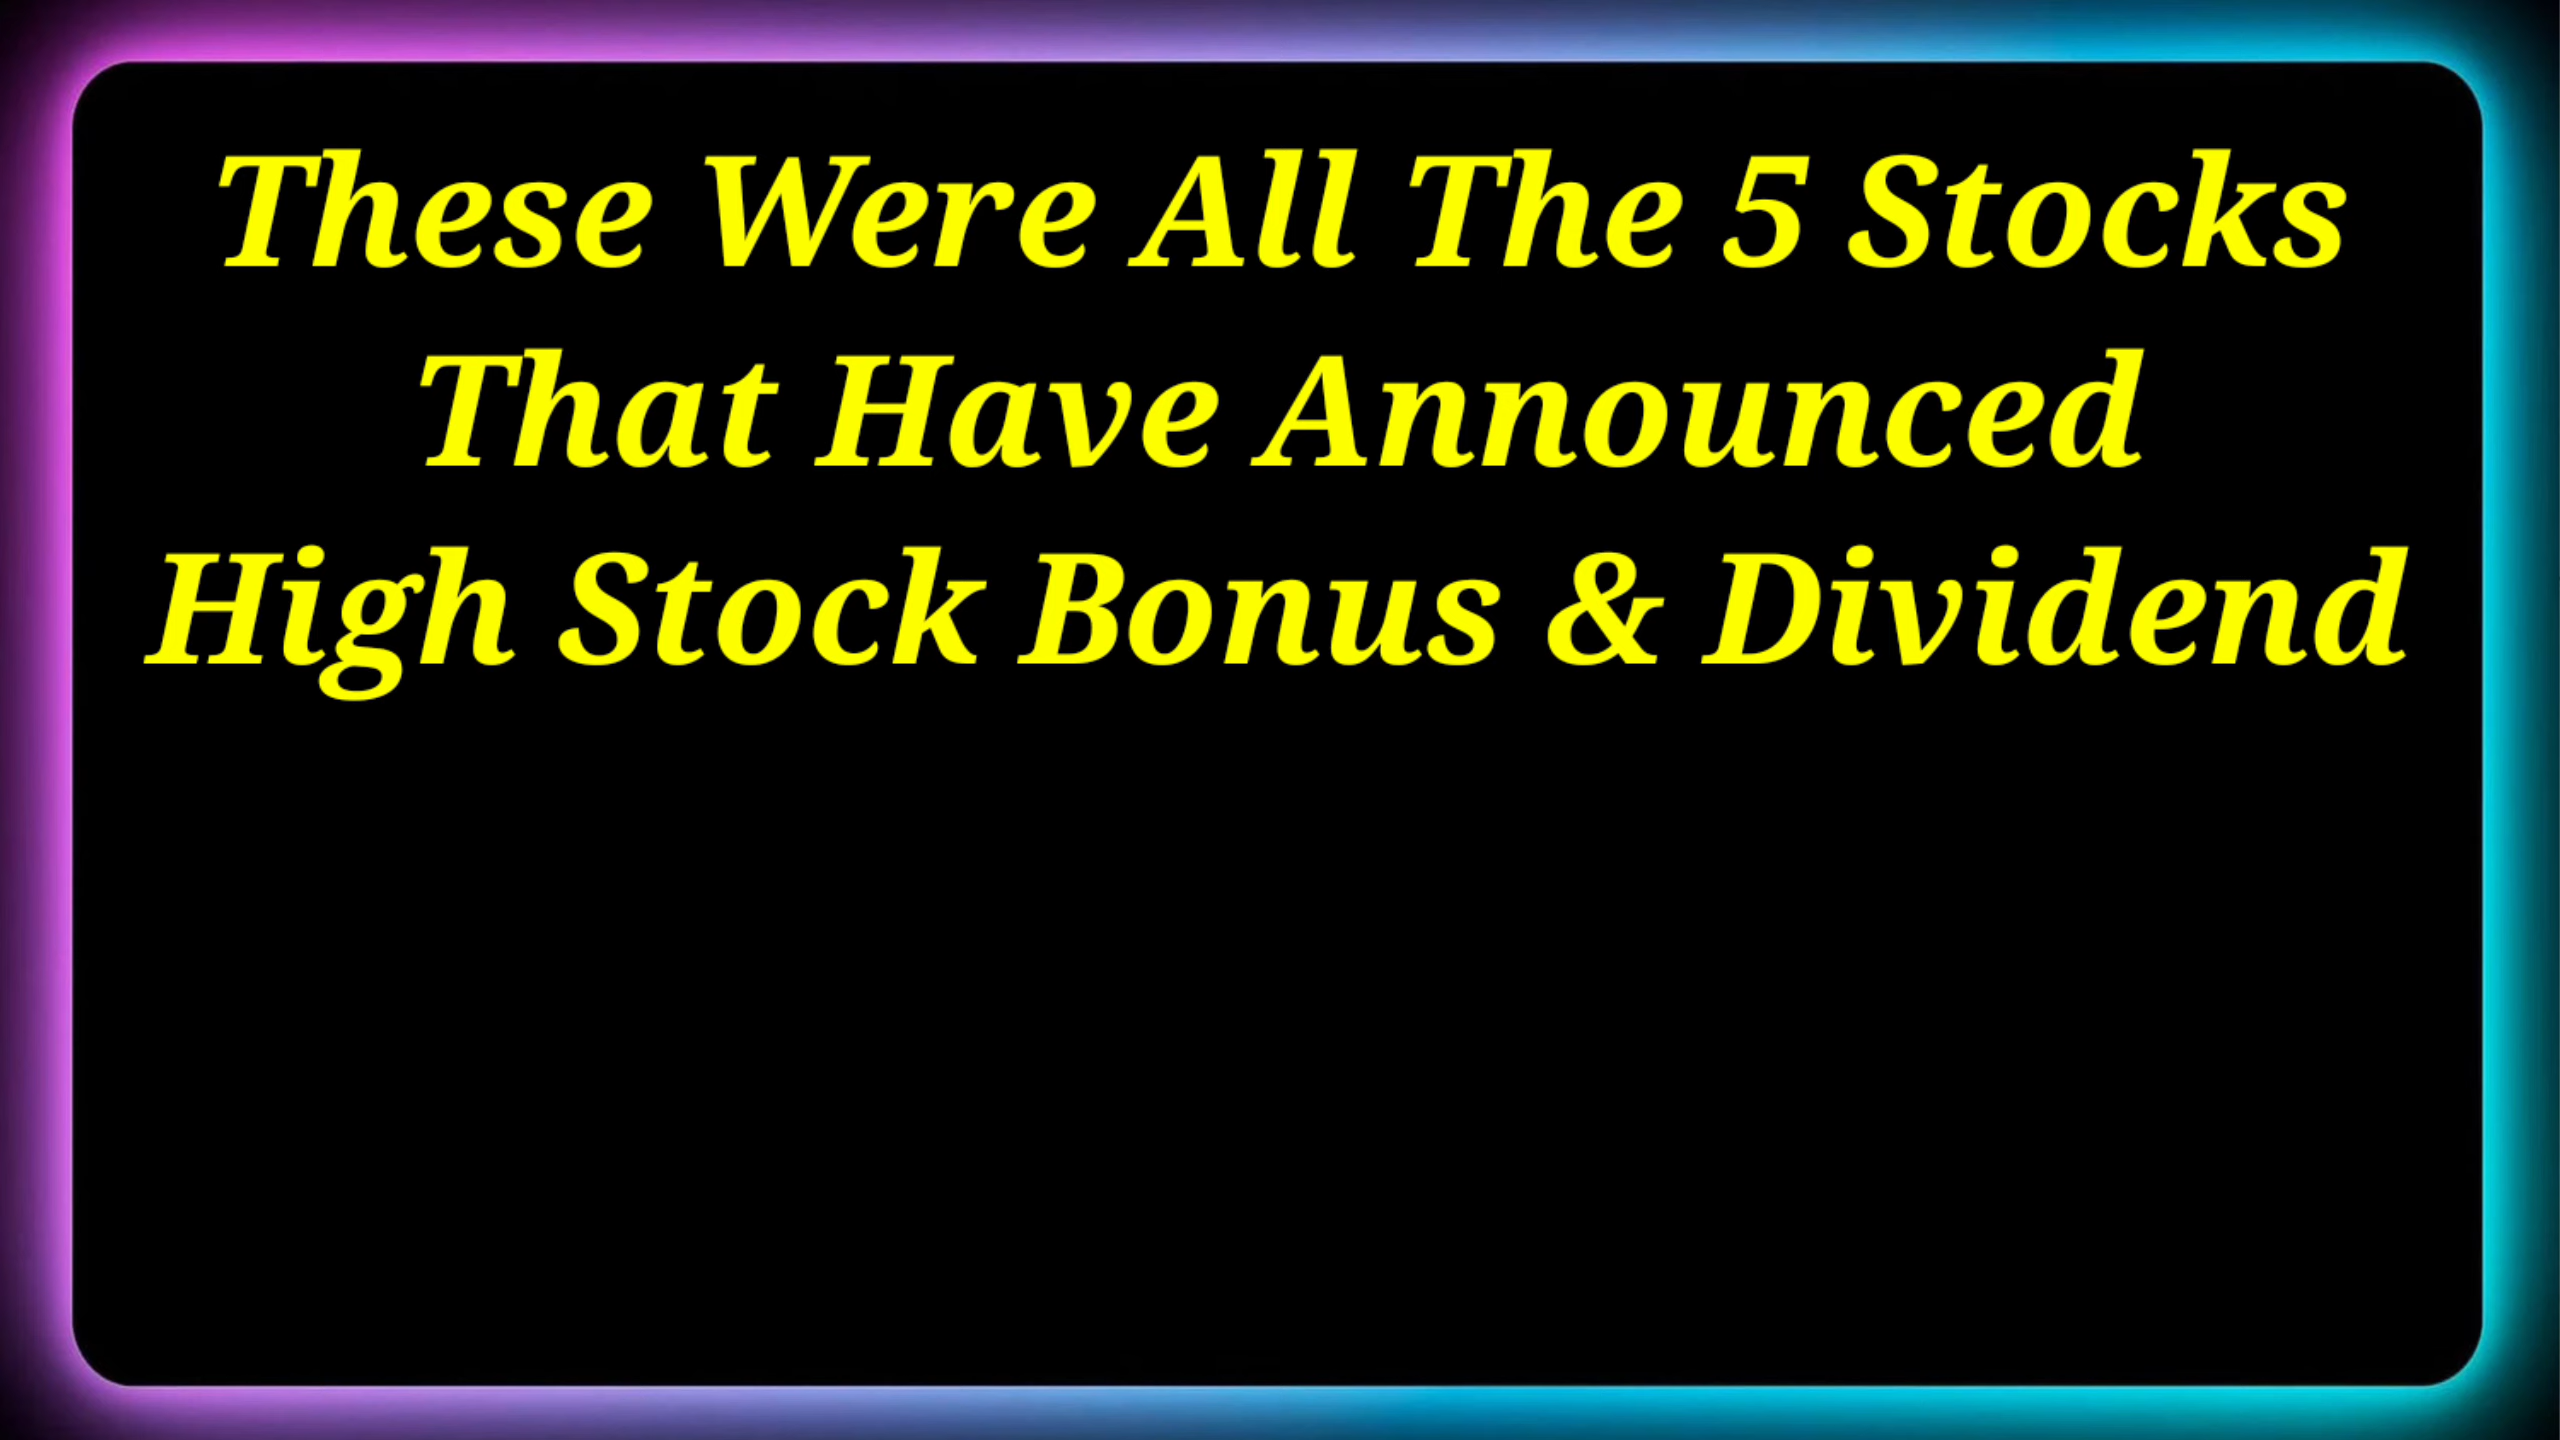 These Were All The 5 Stocks
That Have Announced
High Stock Bonus & Dividend